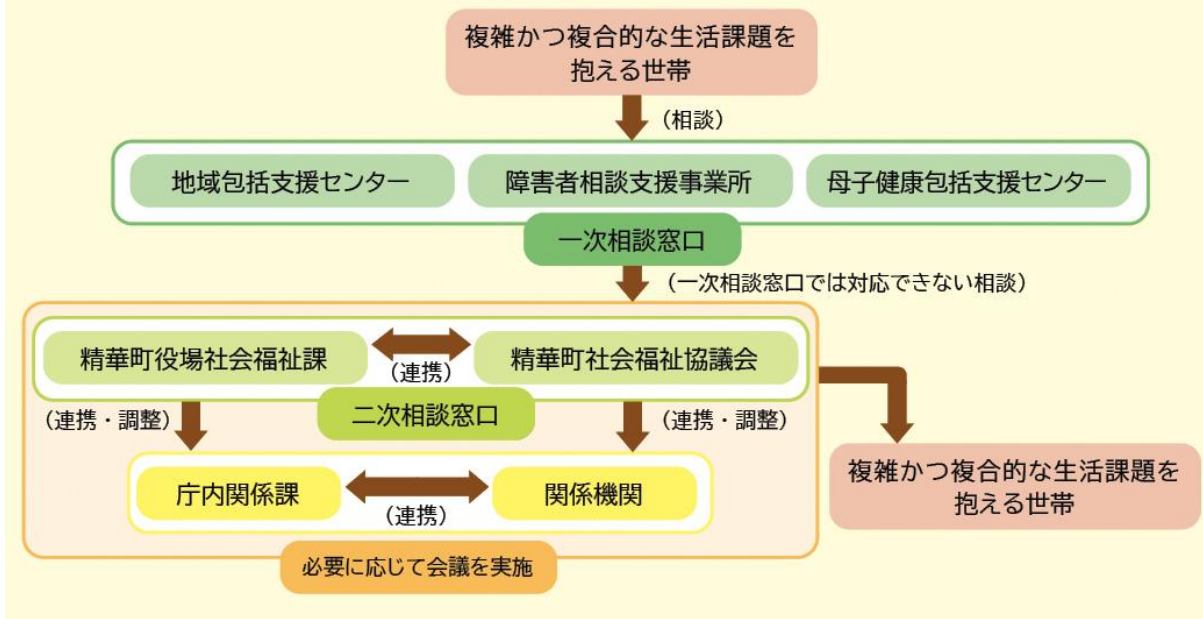 複雑かつ複合的な生活課題を
抱える世帯
（相談）
地域包括支援センター
障害者相談支援事業所
母子健康包括支援センター
一次相談窓口
（一次相談窓口では対応できない相談）
精華町役場社会福祉課
（連携）
精華町社会福祉協議会
（連携・調整）
二次相談窓口
（連携・調整）
庁内関係課
（連携）
関係機関
複雑かつ複合的な生活課題を
抱える世帯
必要に応じて会議を実施